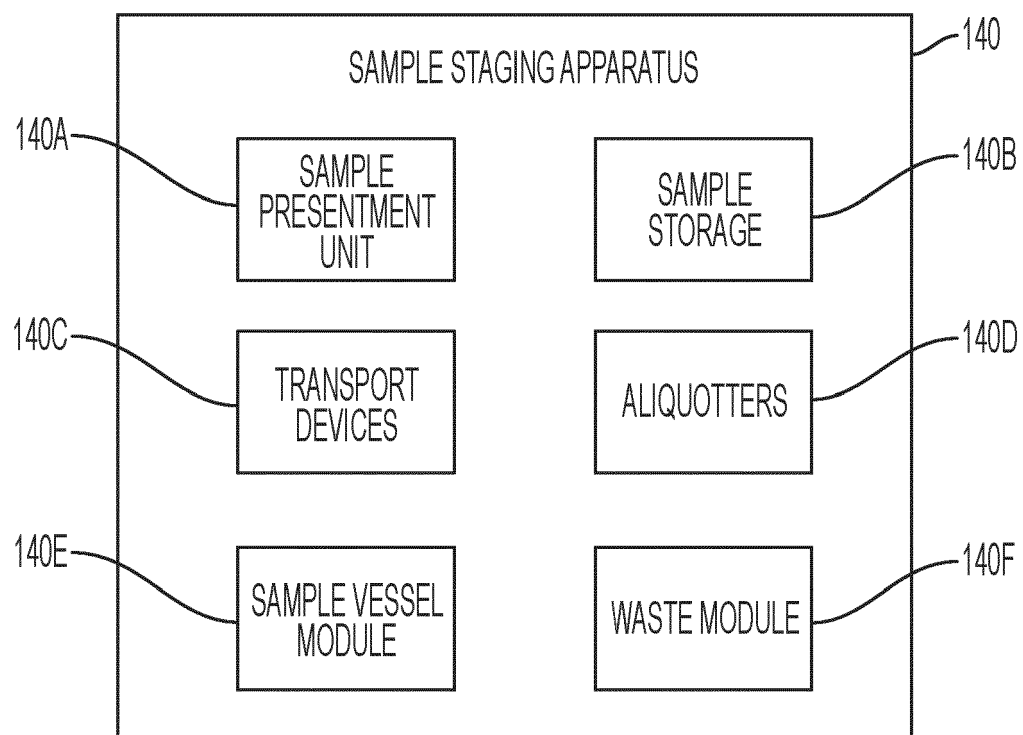 140
SAMPLE STAGING APPARATUS
140A
SAMPLE
PRESENTMENT
UNIT
SAMPLE
STORAGE
140B
140C
TRANSPORT
DEVICES
ALIQUOTTERS
140D
140E
SAMPLE VESSEL
MODULE
WASTE MODULE
140F